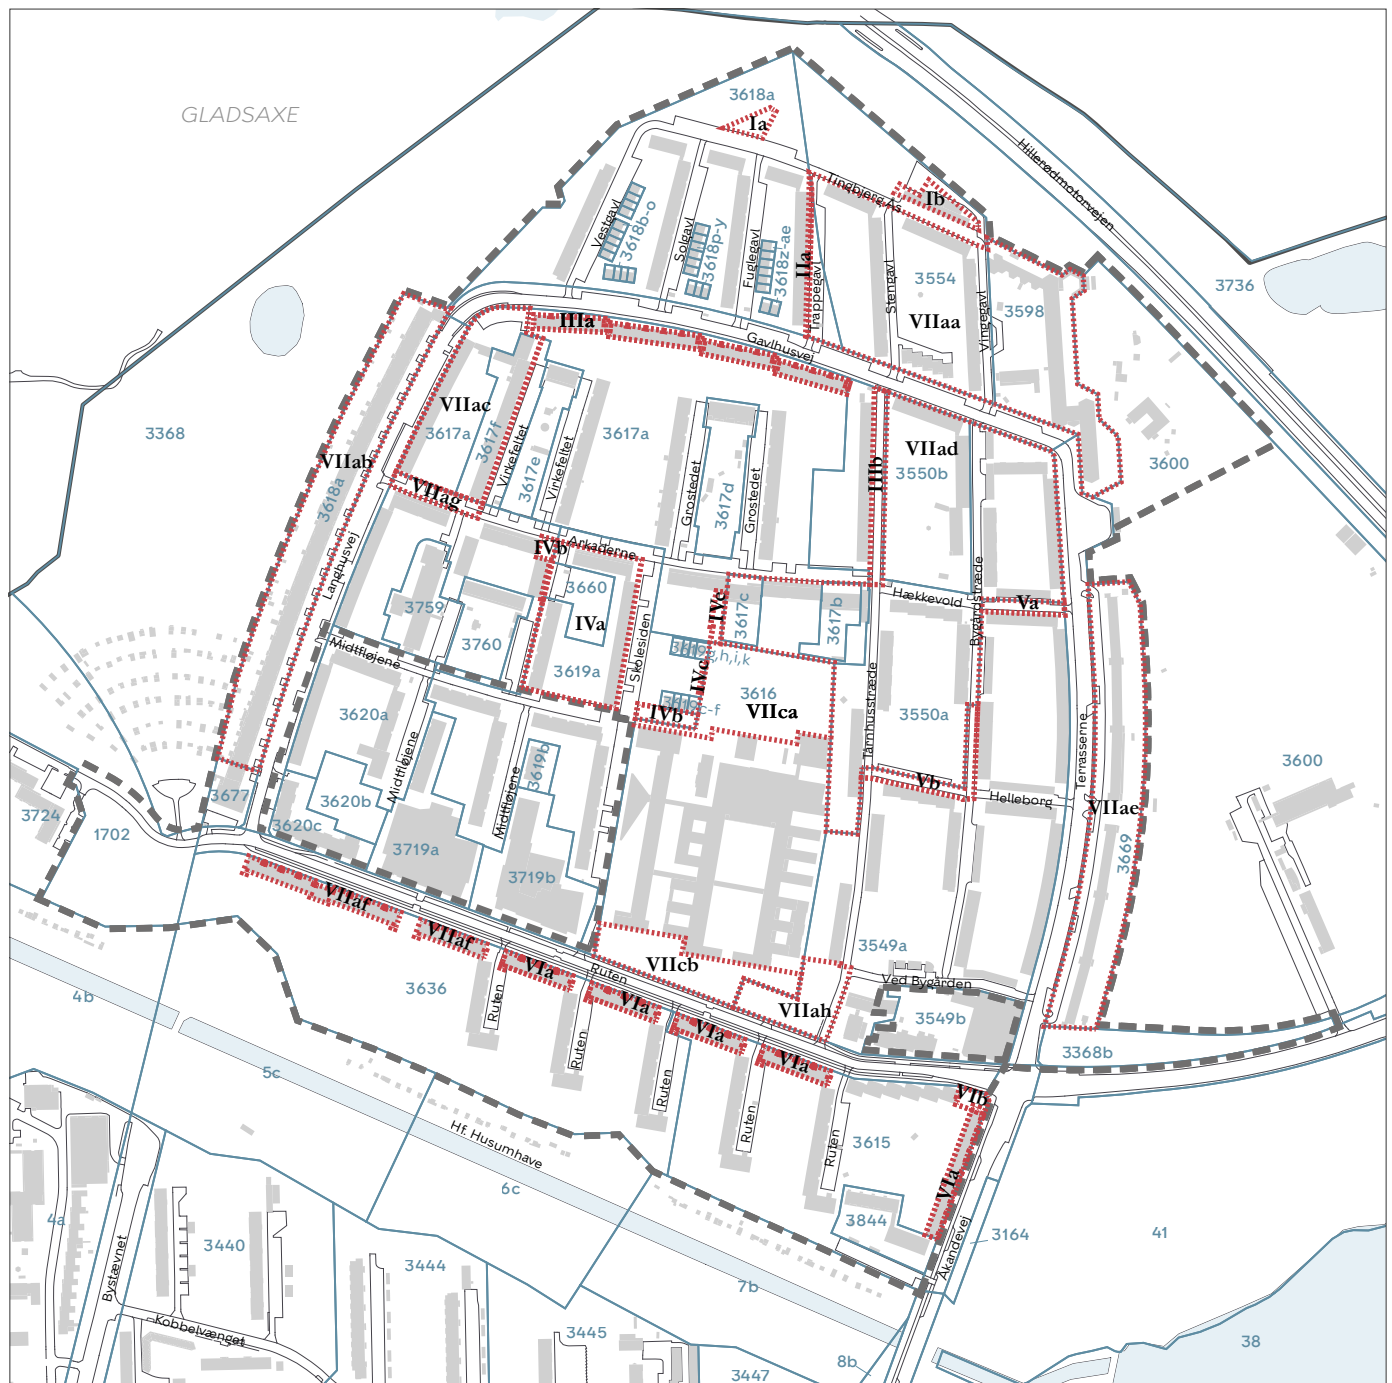 GLADSAXE
3618a
Ia
Hillerødmotorvejen
Tingbjerg Ås
Ib
Vestgavl
3618b-o
Solgavl
3618p-y
Fuglegavl
3618z-ae
IIa
Trappegavl
Stengavl
3554
VIIaa
Vingegavl
3598
3736
IIIa
Gavlhusvej
VIIac
3617a
3617f
Virkefeltet
3617e
Virkefeltet
3617a
Grostedet
3617d
Grostedet
IIIb
VIIad
3550b
3600
3368
VIIab
3618a
VIIag
Langhusvej
IVb
Arkaderne
3660
IVa
3619a
3759
3760
Skolesiden
IVc
3617c
3617b
Hækkevold
Bygårdstræde
Va
3619g,h,i,k
IVc
3619c-f
IVb
3616
VIIca
Midtfløjene
3620a
Midtfløjene
3619b
Midtfløjene
Tårnhusstræde
3550a
Vb
Helleborg
Terrasserne
VIIae
3669
3600
3724
1702
3677
3620b
3620c
3719a
3719b
VIIaf
VIIaf
VIa
Ruten
VIIcb
VIIah
3549a
Ved Bygården
3549b
3368b
4b
3636
Ruten
VIa
Ruten
VIa
Ruten
VIa
Ruten
VIb
5c
Hf. Husumhave
6c
Ruten
3615
VIa
3844
Åkandevej
3164
41
4a
Bystævnet
3440
Kobbelvænget
3444
3445
7b
3447
8b
38